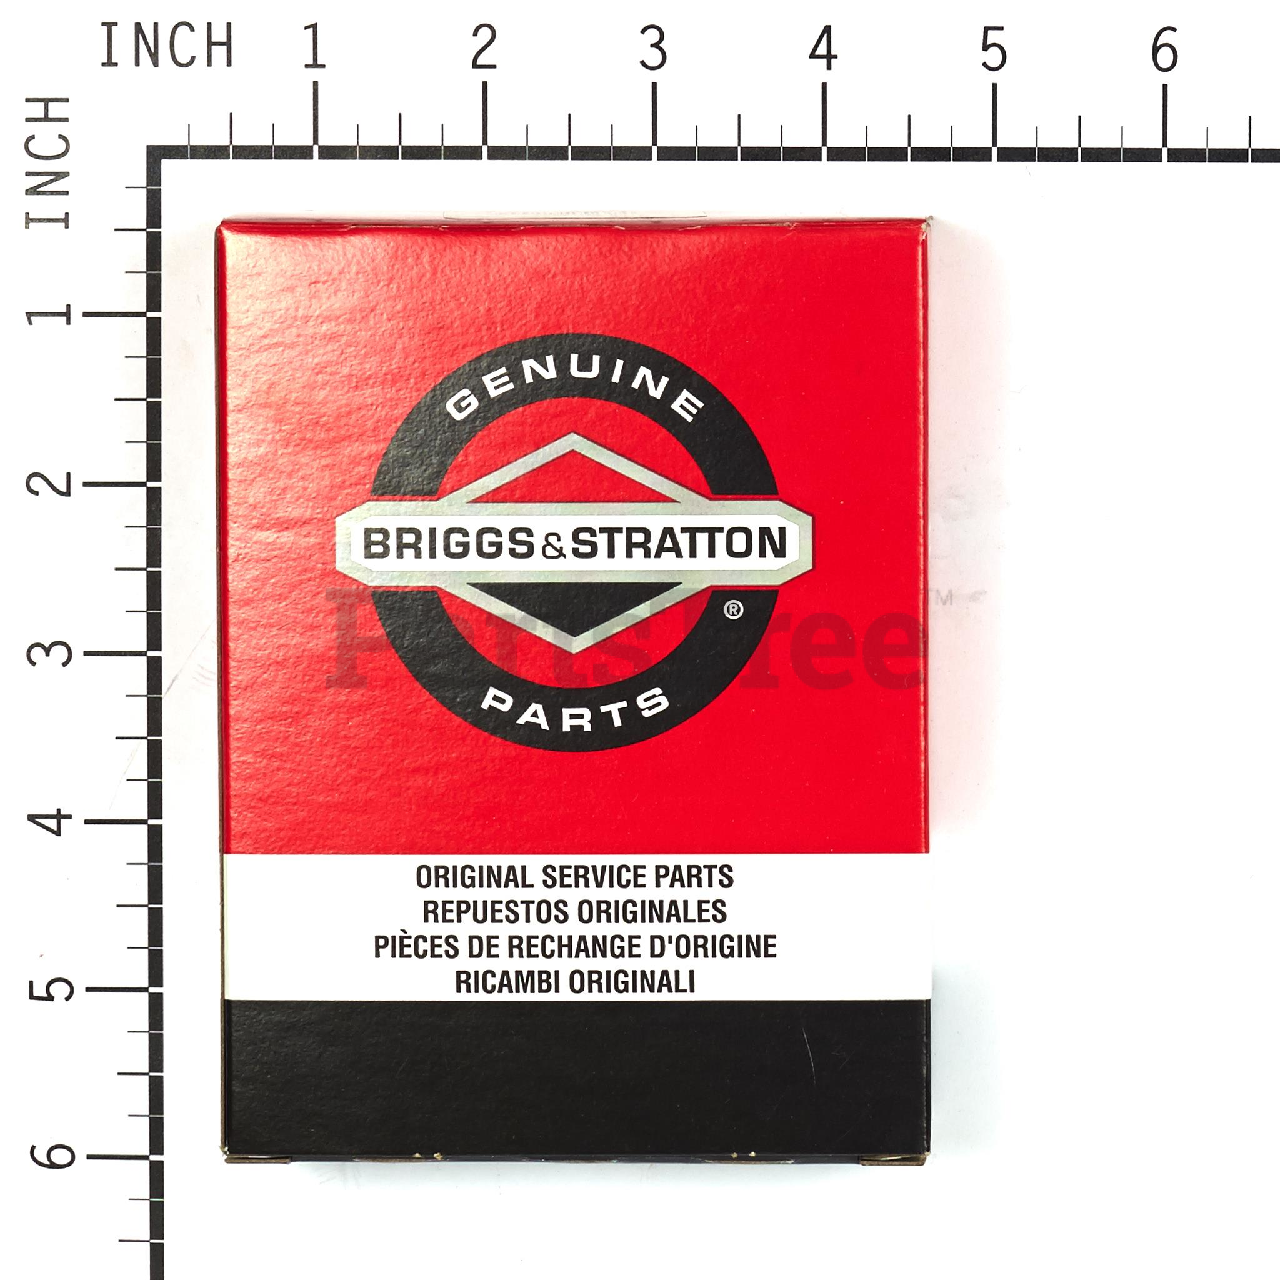 INCH 1 2 3 4 5 6
INCH 1 2 3 4 5 6
GENUINE
BRIGGS & STRATTON
®
PARTS
PartsTree™
ORIGINAL SERVICE PARTS
REPUESTOS ORIGINALES
PIÈCES DE RECHANGE D'ORIGINE
RICAMBI ORIGINALI